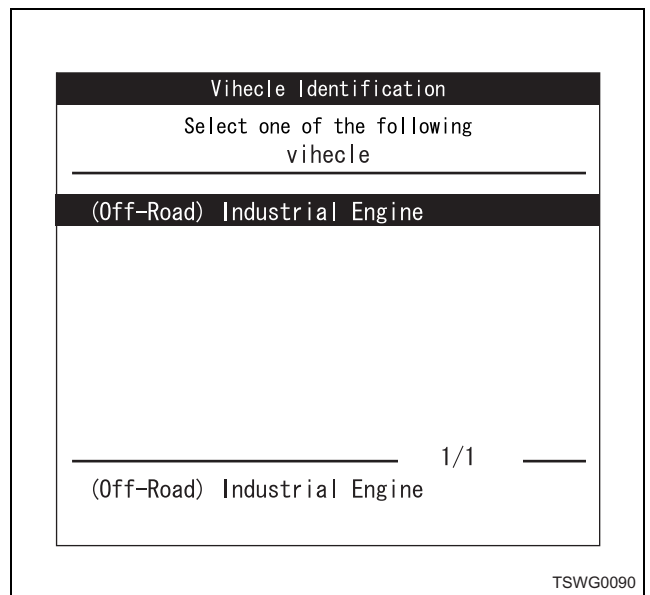 Vihecle Identification
Select one of the following
vihecle
(Off-Road) Industrial Engine
1/1
(Off-Road) Industrial Engine
TSWG0090